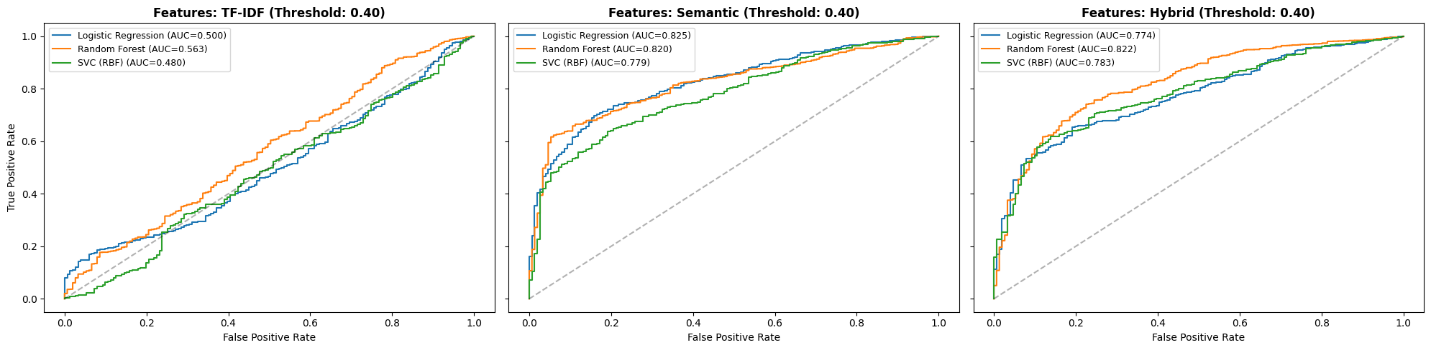 Features: TF-IDF (Threshold: 0.40)
Logistic Regression (AUC=0.500)
Random Forest (AUC=0.563)
SVC (RBF) (AUC=0.480)
1.0
0.8
0.6
0.4
0.2
0.0
True Positive Rate
0.0 0.2 0.4 0.6 0.8 1.0
False Positive Rate
Features: Semantic (Threshold: 0.40)
Logistic Regression (AUC=0.825)
Random Forest (AUC=0.820)
SVC (RBF) (AUC=0.779)
0.0 0.2 0.4 0.6 0.8 1.0
False Positive Rate
Features: Hybrid (Threshold: 0.40)
Logistic Regression (AUC=0.774)
Random Forest (AUC=0.822)
SVC (RBF) (AUC=0.783)
0.0 0.2 0.4 0.6 0.8 1.0
False Positive Rate